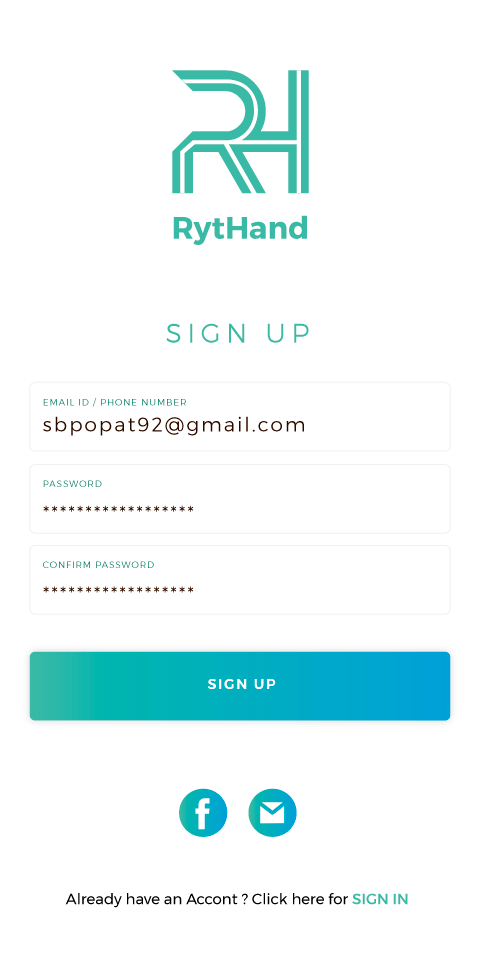 RytHand
SIGN UP
EMAIL ID / PHONE NUMBER
sbpopat92@gmail.com
PASSWORD
******************
CONFIRM PASSWORD
******************
SIGN UP
Already have an Accont ? Click here for SIGN IN